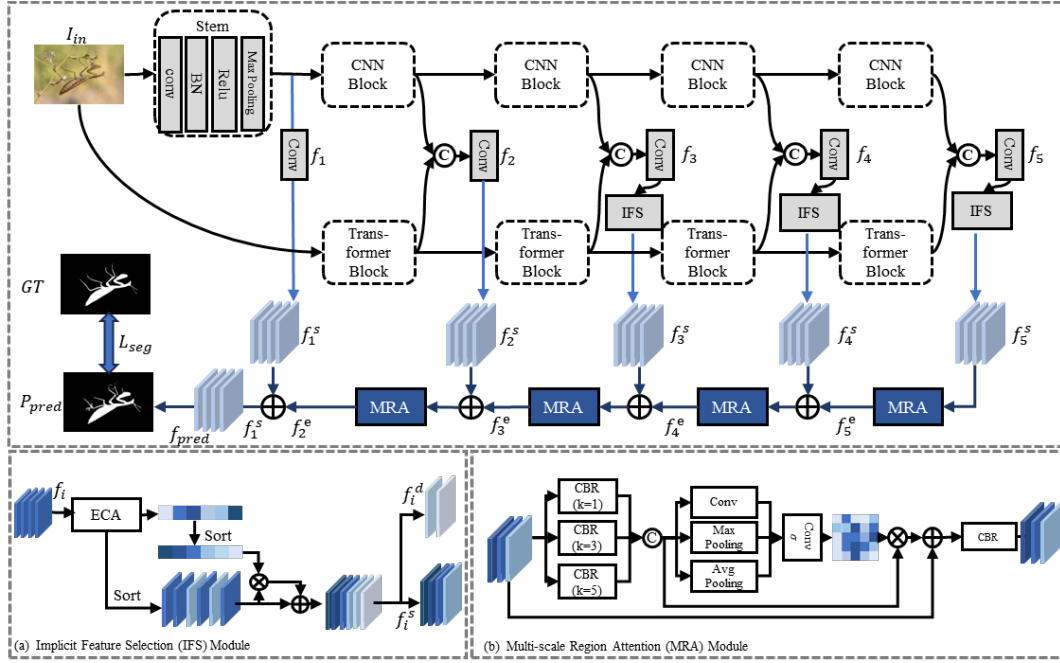 I_in
Stem
conv
BN
Relu
Max Pooling
CNN
Block
CNN
Block
CNN
Block
CNN
Block
Conv
f_1
C
Conv
f_2
C
Conv
f_3
C
Conv
f_4
C
Conv
f_5
IFS
IFS
IFS
Trans-
former
Block
Trans-
former
Block
Trans-
former
Block
Trans-
former
Block
GT
L_seg
P_pred
f_1^s
f_2^s
f_3^s
f_4^s
f_5^s
f_pred
f_1^s
f_2^e
MRA
f_3^e
MRA
f_4^e
MRA
f_5^e
MRA
f_i
ECA
Sort
Sort
f_i^d
f_i^s
(a) Implicit Feature Selection (IFS) Module
CBR
(k=1)
CBR
(k=3)
CBR
(k=5)
C
Conv
Max
Pooling
Avg
Pooling
Conv
σ
CBR
(b) Multi-scale Region Attention (MRA) Module